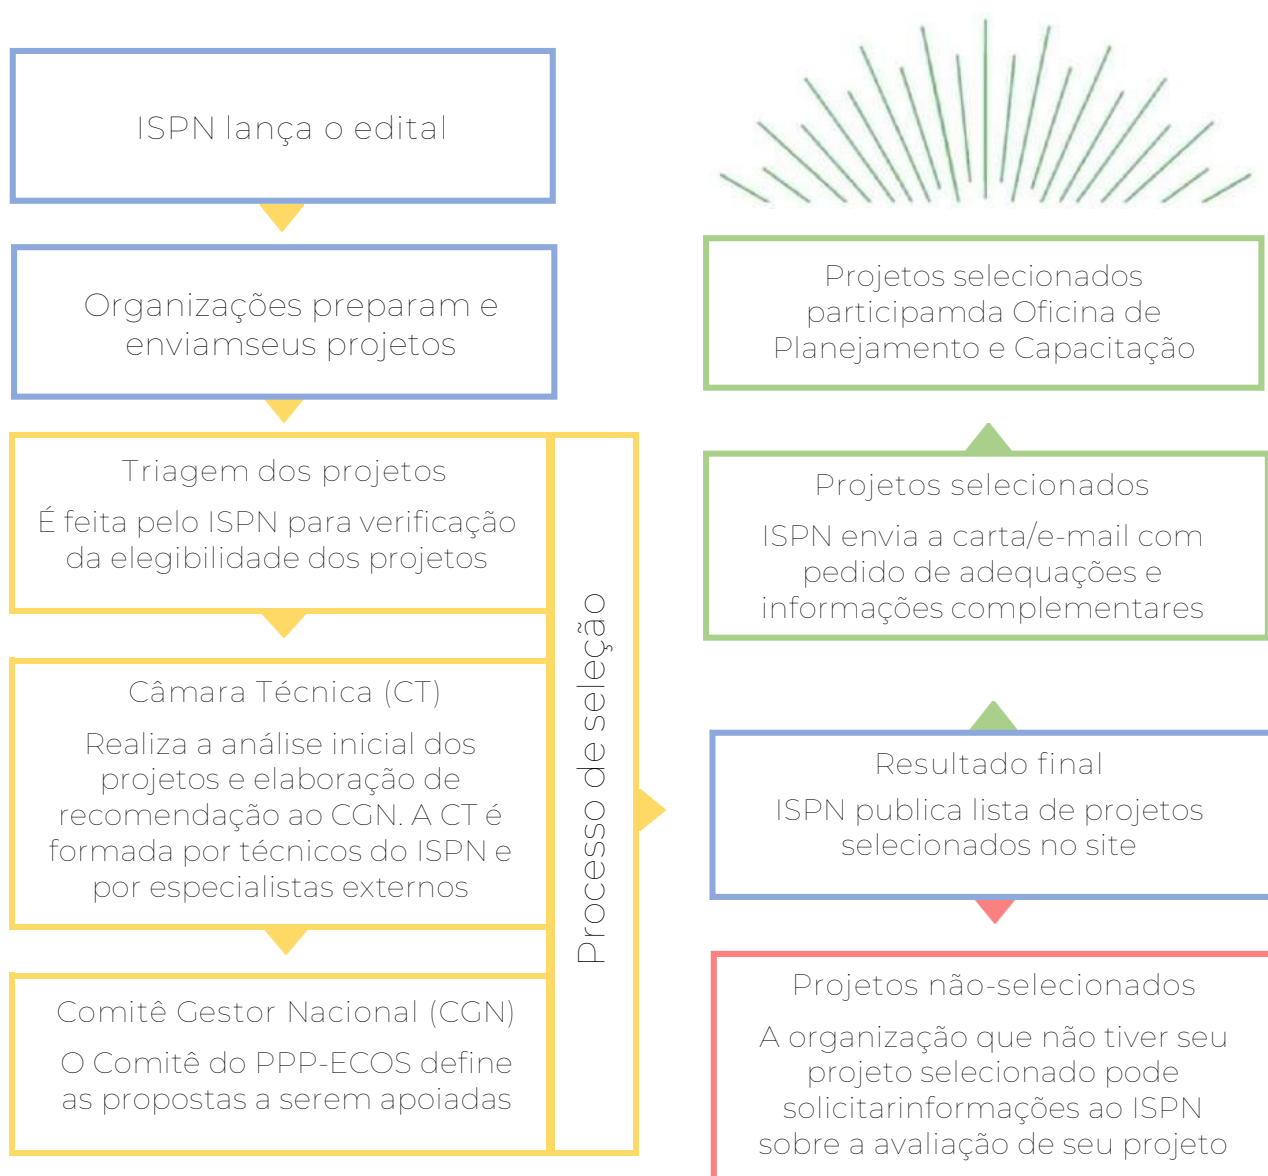 ISPN lança o edital
Organizações preparam e
enviamseus projetos
Triagem dos projetos
É feita pelo ISPN para verificação
da elegibilidade dos projetos
Câmara Técnica (CT)
Realiza a análise inicial dos
projetos e elaboração de
recomendação ao CGN. A CT é
formada por técnicos do ISPN e
por especialistas externos
Comitê Gestor Nacional (CGN)
O Comitê do PPP-ECOS define
as propostas a serem apoiadas
Processo de seleção
Projetos selecionados
participamda Oficina de
Planejamento e Capacitação
Projetos selecionados
ISPN envia a carta/e-mail com
pedido de adequações e
informações complementares
Resultado final
ISPN publica lista de projetos
selecionados no site
Projetos não-selecionados
A organização que não tiver seu
projeto selecionado pode
solicitarinformações ao ISPN
sobre a avaliação de seu projeto